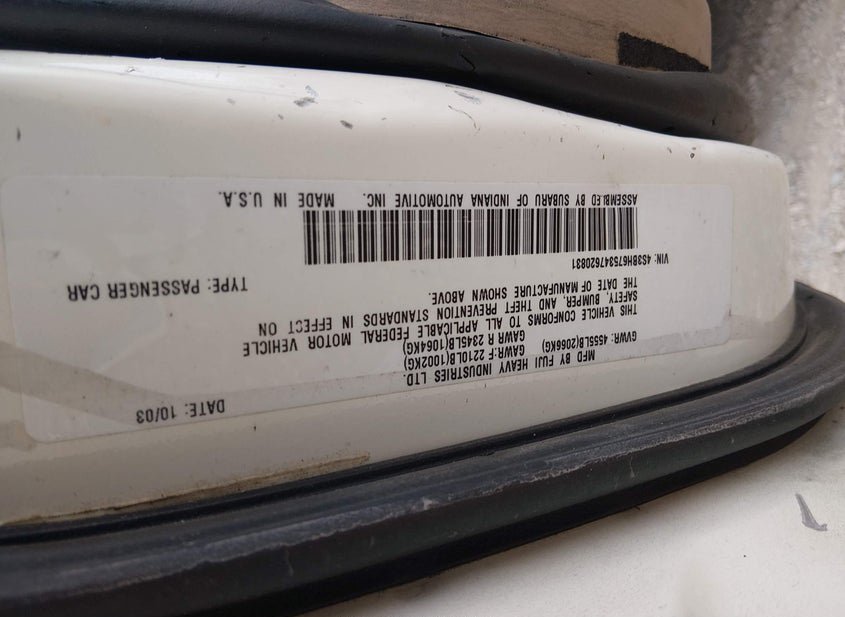 MFD BY FUJI HEAVY INDUSTRIES LTD. DATE: 10/03
GVWR: 4555LB(2066KG) GAWR-F 2210LB(1002KG)
GAWR R 2345LB(1064KG)
THIS VEHICLE CONFORMS TO ALL APPLICABLE FEDERAL MOTOR VEHICLE
SAFETY, BUMPER, AND THEFT PREVENTION STANDARDS IN EFFECT ON
THE DATE OF MANUFACTURE SHOWN ABOVE.
VIN: 4S3BH675347620831 TYPE: PASSENGER CAR
ASSEMBLED BY SUBARU OF INDIANA AUTOMOTIVE INC. MADE IN U.S.A.